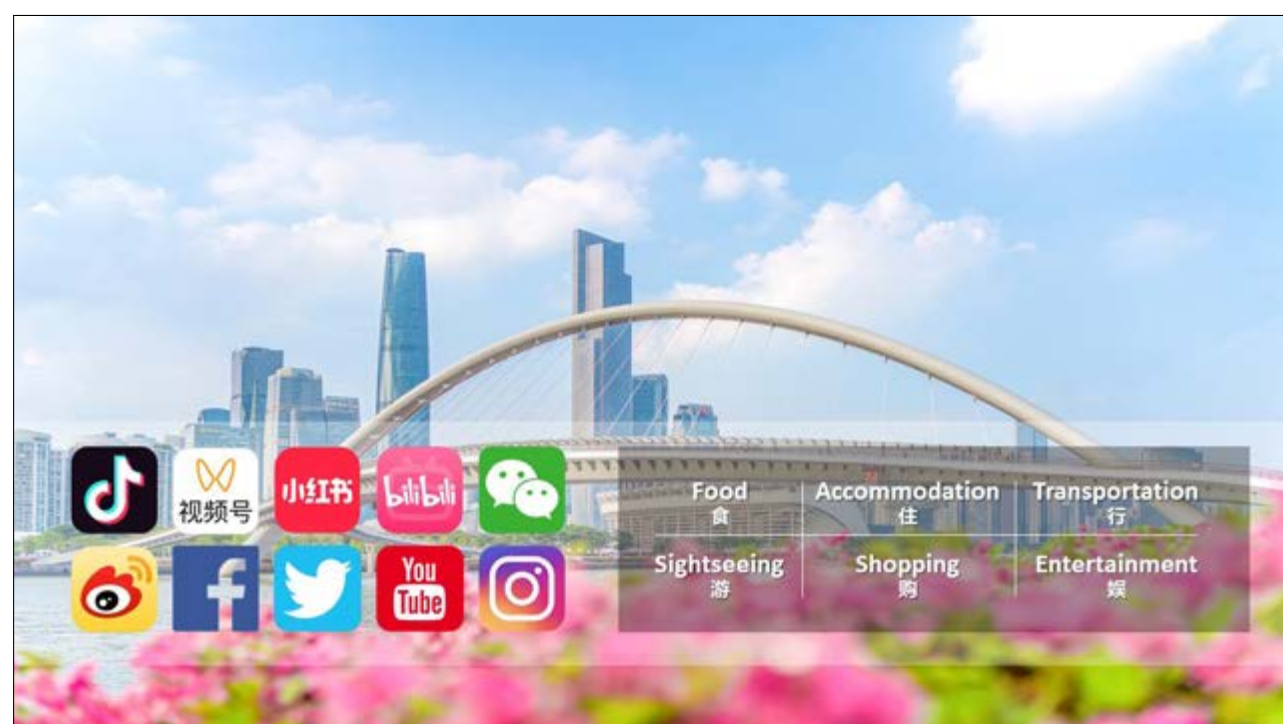 视频号
小红书
bilibili
You
Tube
Food
食
Accommodation
住
Transportation
行
Sightseeing
游
Shopping
购
Entertainment
娱